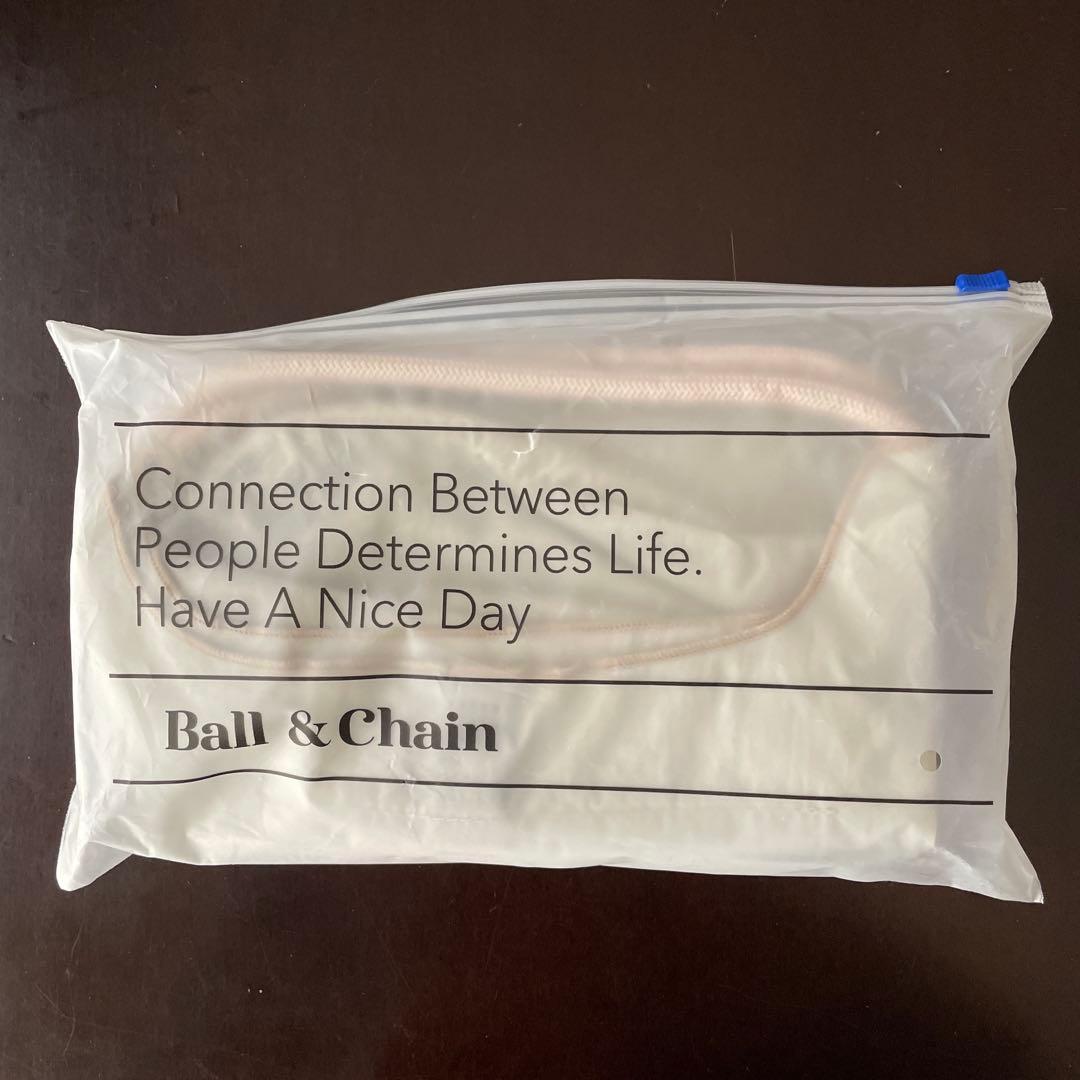 Connection Between
People Determines Life.
Have A Nice Day
Ball & Chain